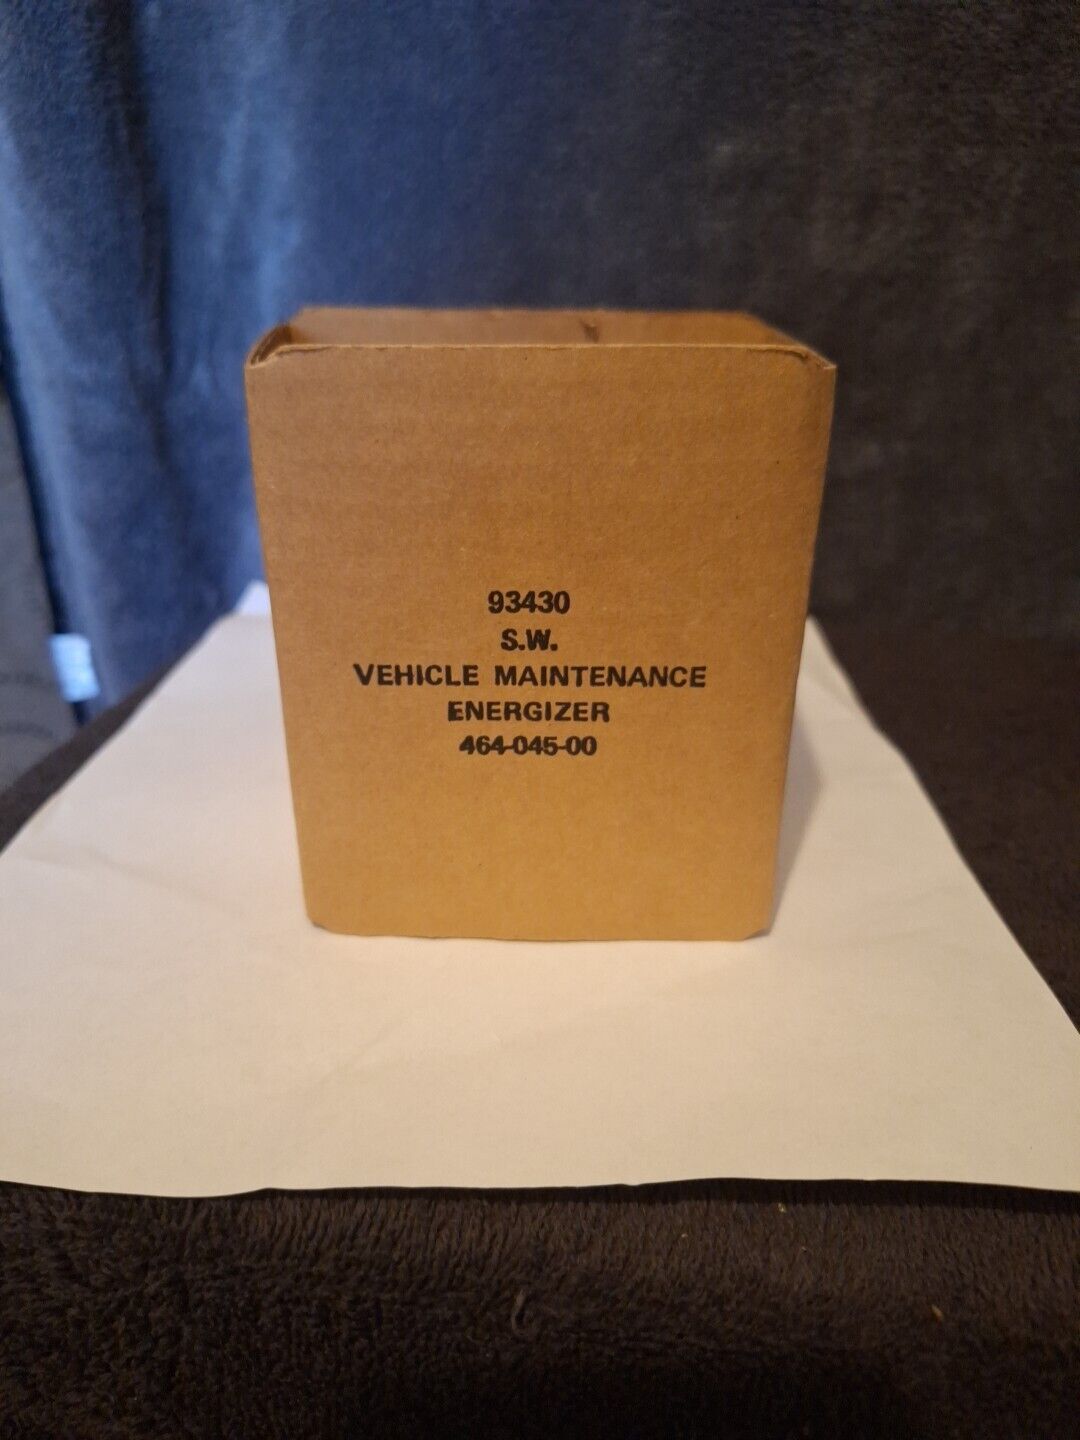 93430
S.W.
VEHICLE MAINTENANCE
ENERGIZER
464-045-00